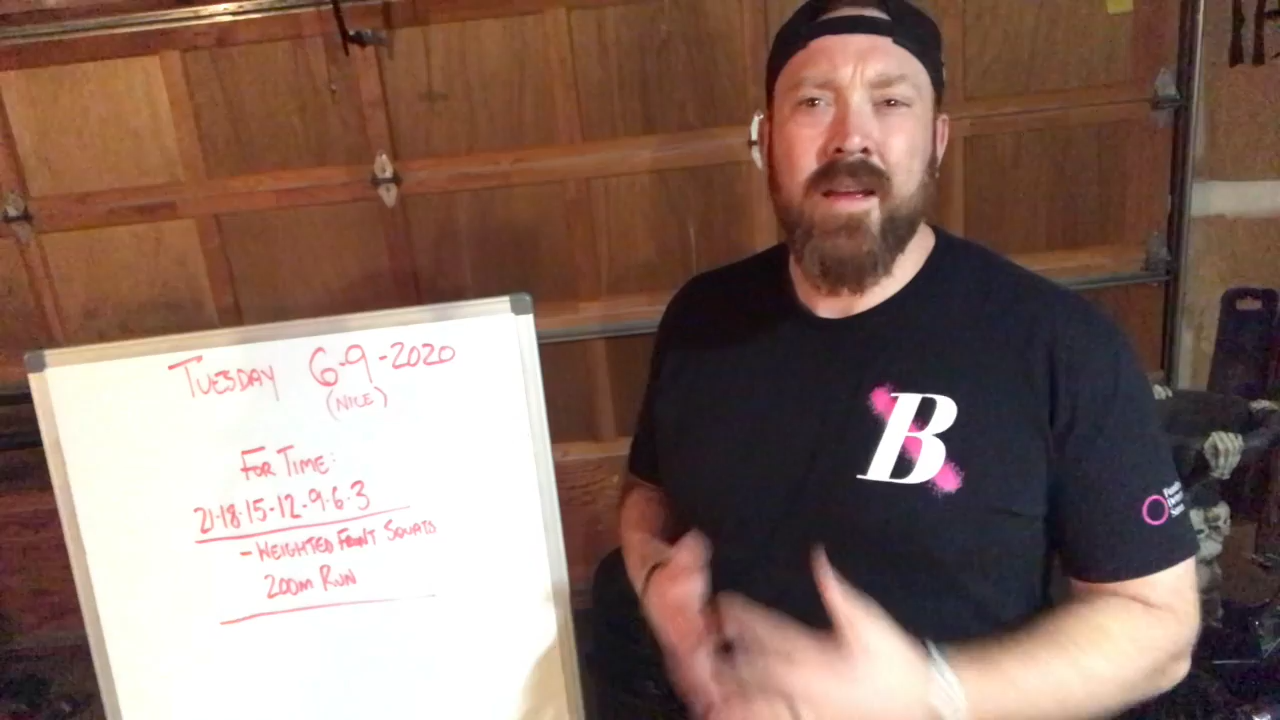 TUESDAY 6-9-2020
(NICE)
FOR TIME:
21-18-15-12-9-6-3
- WEIGHTED FRONT SQUATS
200M RUN
B